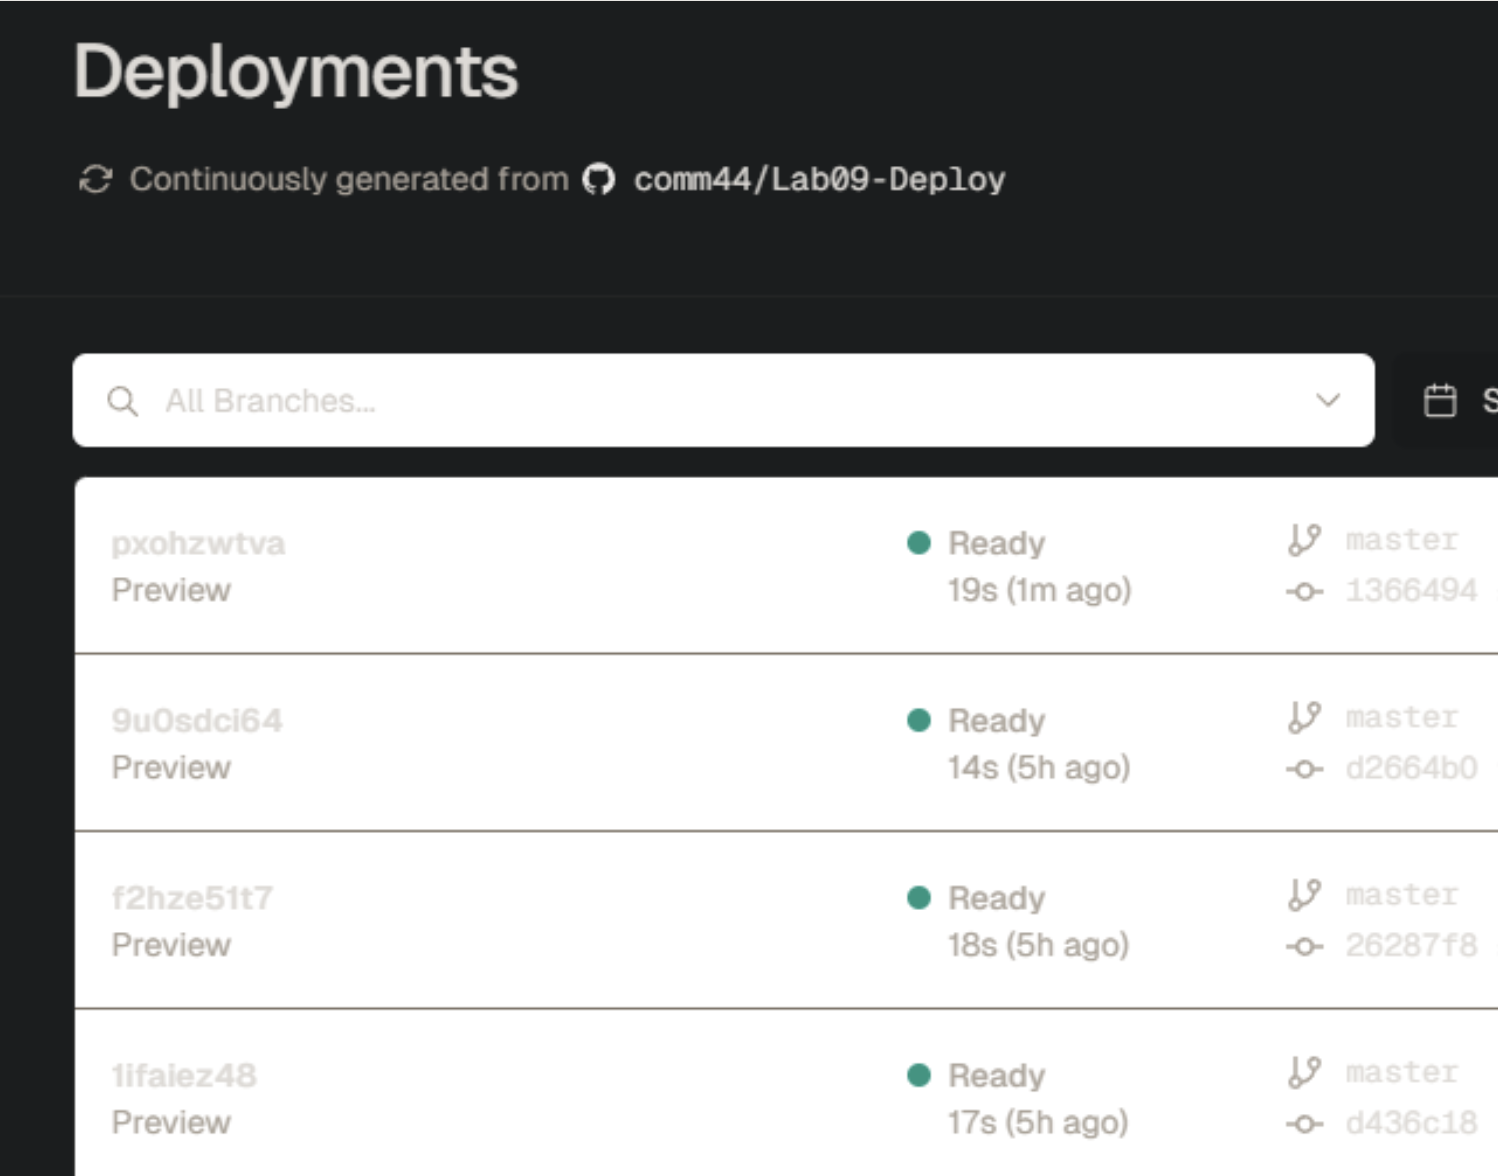 Deployments
Continuously generated from comm44/Lab09-Deploy
All Branches...
S
pxohzwtva
Ready
master
Preview
19s (1m ago)
1366494
9u0sdci64
Ready
master
Preview
14s (5h ago)
d2664b0
f2hze51t7
Ready
master
Preview
18s (5h ago)
26287f8
1ifaiez48
Ready
master
Preview
17s (5h ago)
d436c18